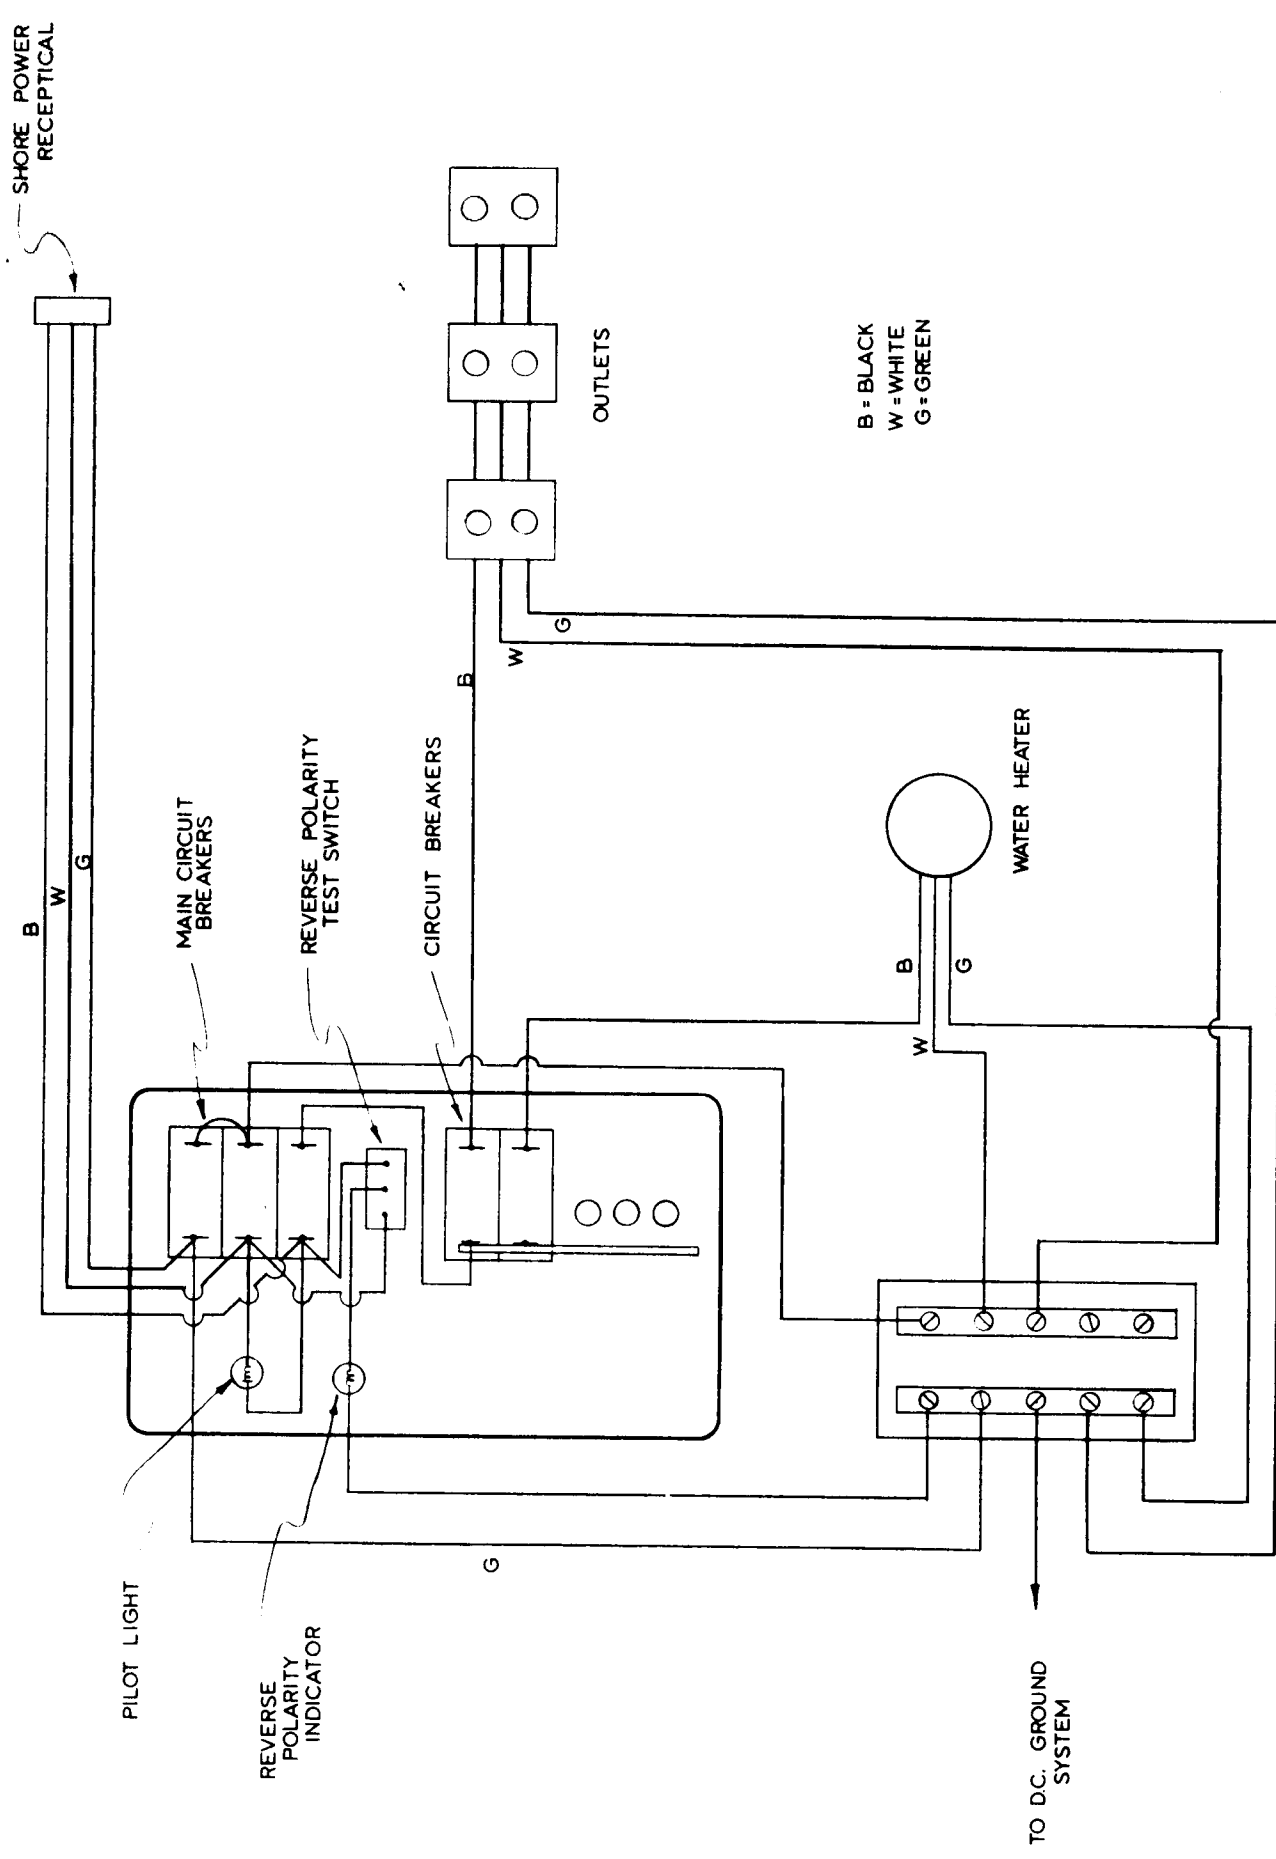 SHORE POWER
RECEPTICAL
B
W
G
MAIN CIRCUIT
BREAKERS
REVERSE POLARITY
TEST SWITCH
CIRCUIT BREAKERS
B
W
G
OUTLETS
B = BLACK
W = WHITE
G = GREEN
WATER HEATER
B
W
G
PILOT LIGHT
REVERSE
POLARITY
INDICATOR
G
TO D.C. GROUND
SYSTEM